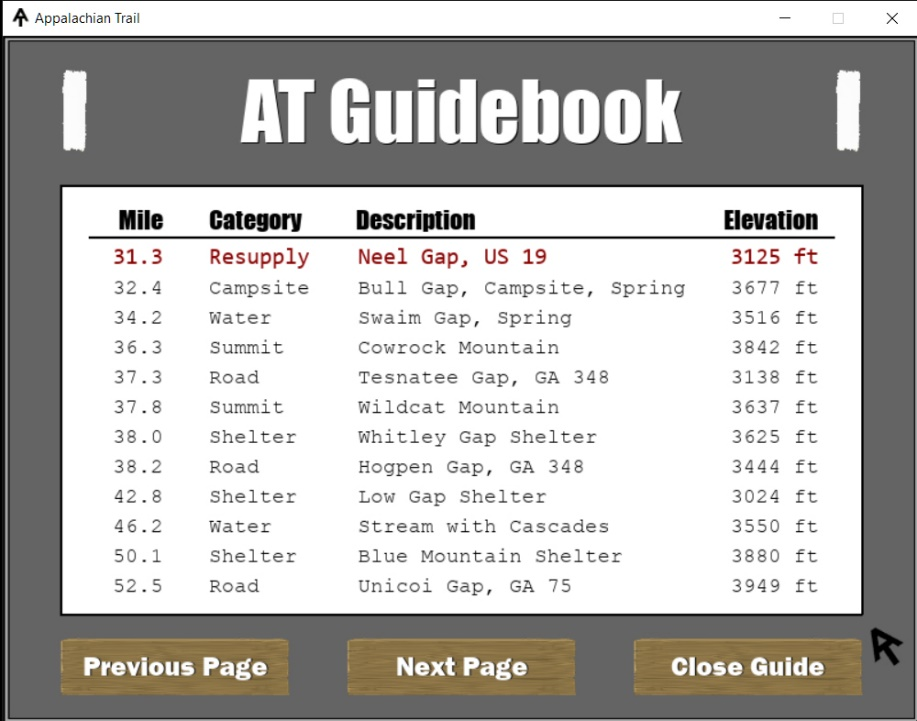 Appalachian Trail
AT Guidebook
Mile Category Description Elevation
31.3 Resupply Neel Gap, US 19 3125 ft
32.4 Campsite Bull Gap, Campsite, Spring 3677 ft
34.2 Water Swaim Gap, Spring 3516 ft
36.3 Summit Cowrock Mountain 3842 ft
37.3 Road Tesnatee Gap, GA 348 3138 ft
37.8 Summit Wildcat Mountain 3637 ft
38.0 Shelter Whitley Gap Shelter 3625 ft
38.2 Road Hogpen Gap, GA 348 3444 ft
42.8 Shelter Low Gap Shelter 3024 ft
46.2 Water Stream with Cascades 3550 ft
50.1 Shelter Blue Mountain Shelter 3880 ft
52.5 Road Unicoi Gap, GA 75 3949 ft
Previous Page Next Page Close Guide